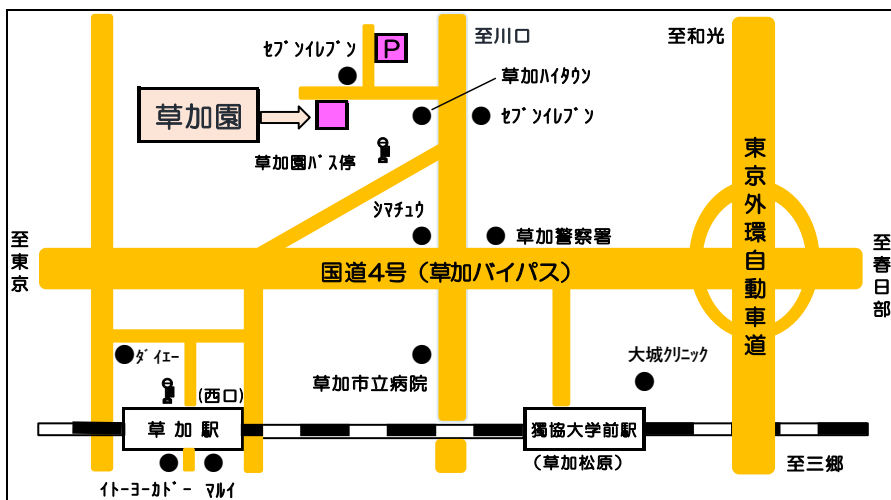 至川口
至和光
ｾﾌﾞﾝｲﾚﾌﾞﾝ
P
草加ﾊｲﾀｳﾝ
草加園
ｾﾌﾞﾝｲﾚﾌﾞﾝ
草加園ﾊﾞｽ停
東京外環自動車道
ｼﾏﾁｭｳ
草加警察署
至東京
国道4号（草加バイパス）
至春日部
ﾀﾞｲｴｰ
大城クリニック
(西口)
草加市立病院
草加駅
獨協大学前駅
（草加松原）
至三郷
ｲﾄｰﾖｰｶﾄﾞｰ
ﾏﾙｲ